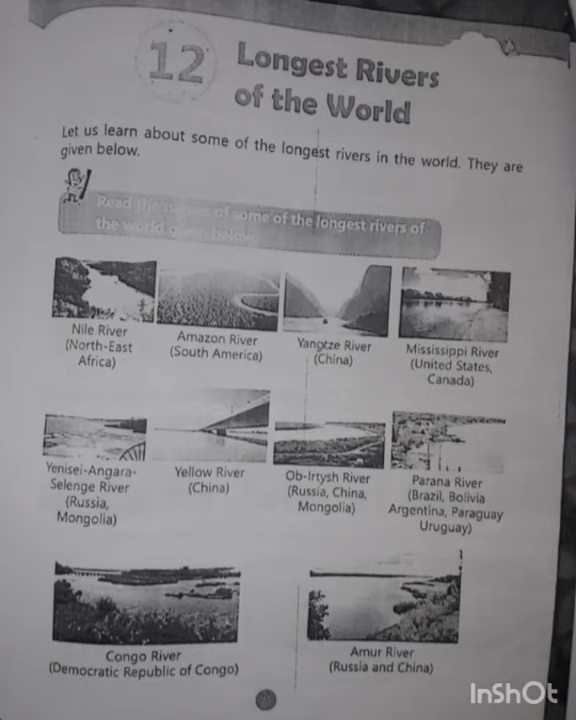 12
Longest Rivers
of the World
Let us learn about some of the longest rivers in the world. They are
given below.
Read the names of some of the longest rivers of
the world given below.
Nile River
(North-East
Africa)
Amazon River
(South America)
Yangtze River
(China)
Mississippi River
(United States,
Canada)
Yenisei-Angara-
Selenge River
(Russia,
Mongolia)
Yellow River
(China)
Ob-Irtysh River
(Russia, China,
Mongolia)
Parana River
(Brazil, Bolivia
Argentina, Paraguay
Uruguay)
Congo River
(Democratic Republic of Congo)
Amur River
(Russia and China)
InShOt